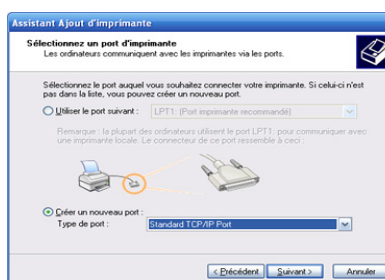 Assistant Ajout d'imprimante
Sélectionnez un port d'imprimante
Les ordinateurs communiquent avec les imprimantes via les ports.
Sélectionnez le port auquel vous souhaitez connecter votre imprimante. Si celui-ci n'est
pas dans la liste, vous pouvez créer un nouveau port.
Utiliser le port suivant : LPT1: (Port imprimante recommandé)
Remarque : la plupart des ordinateurs utilisent le port LPT1: pour communiquer avec
une imprimante locale. Le connecteur de ce port ressemble à ceci :
Créer un nouveau port :
Type de port : Standard TCP/IP Port
< Précédent Suivant > Annuler